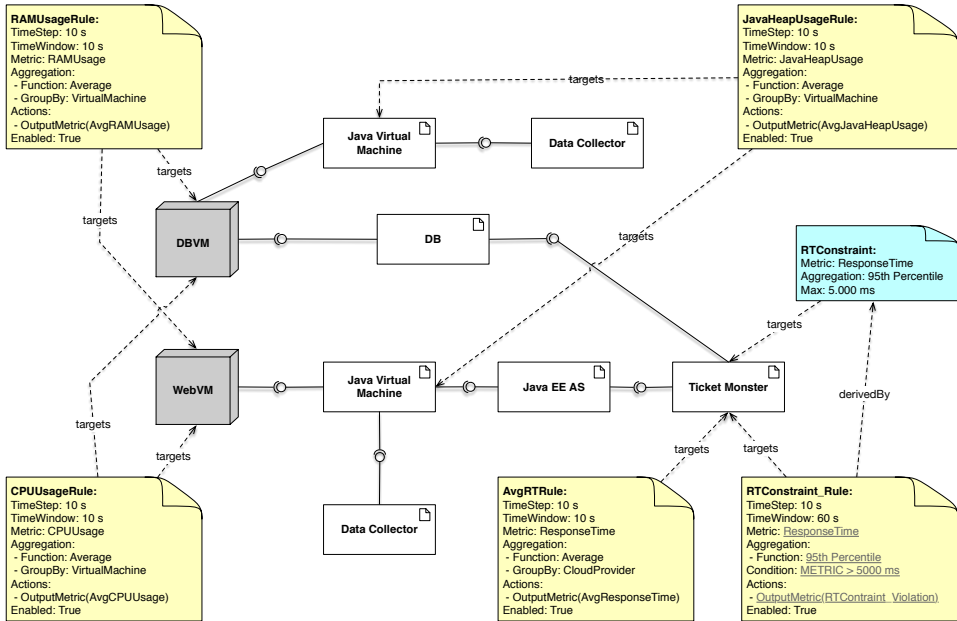 RAMUsageRule:
TimeStep: 10 s
TimeWindow: 10 s
Metric: RAMUsage
Aggregation:
- Function: Average
- GroupBy: VirtualMachine
Actions:
- OutputMetric(AvgRAMUsage)
Enabled: True
JavaHeapUsageRule:
TimeStep: 10 s
TimeWindow: 10 s
Metric: JavaHeapUsage
Aggregation:
- Function: Average
- GroupBy: VirtualMachine
Actions:
- OutputMetric(AvgJavaHeapUsage)
Enabled: True
targets
Java Virtual
Machine
Data Collector
targets
targets
DBVM
DB
targets
RTConstraint:
Metric: ResponseTime
Aggregation: 95th Percentile
Max: 5.000 ms
targets
targets
WebVM
Java Virtual
Machine
Java EE AS
Ticket Monster
derivedBy
targets
targets
targets
CPUUsageRule:
TimeStep: 10 s
TimeWindow: 10 s
Metric: CPUUsage
Aggregation:
- Function: Average
- GroupBy: VirtualMachine
Actions:
- OutputMetric(AvgCPUUsage)
Enabled: True
Data Collector
AvgRTRule:
TimeStep: 10 s
TimeWindow: 10 s
Metric: ResponseTime
Aggregation:
- Function: Average
- GroupBy: CloudProvider
Actions:
- OutputMetric(AvgResponseTime)
Enabled: True
RTConstraint_Rule:
TimeStep: 10 s
TimeWindow: 60 s
Metric: ResponseTime
Aggregation:
- Function: 95th Percentile
Condition: METRIC > 5000 ms
Actions:
- OutputMetric(RTContraint_Violation)
Enabled: True